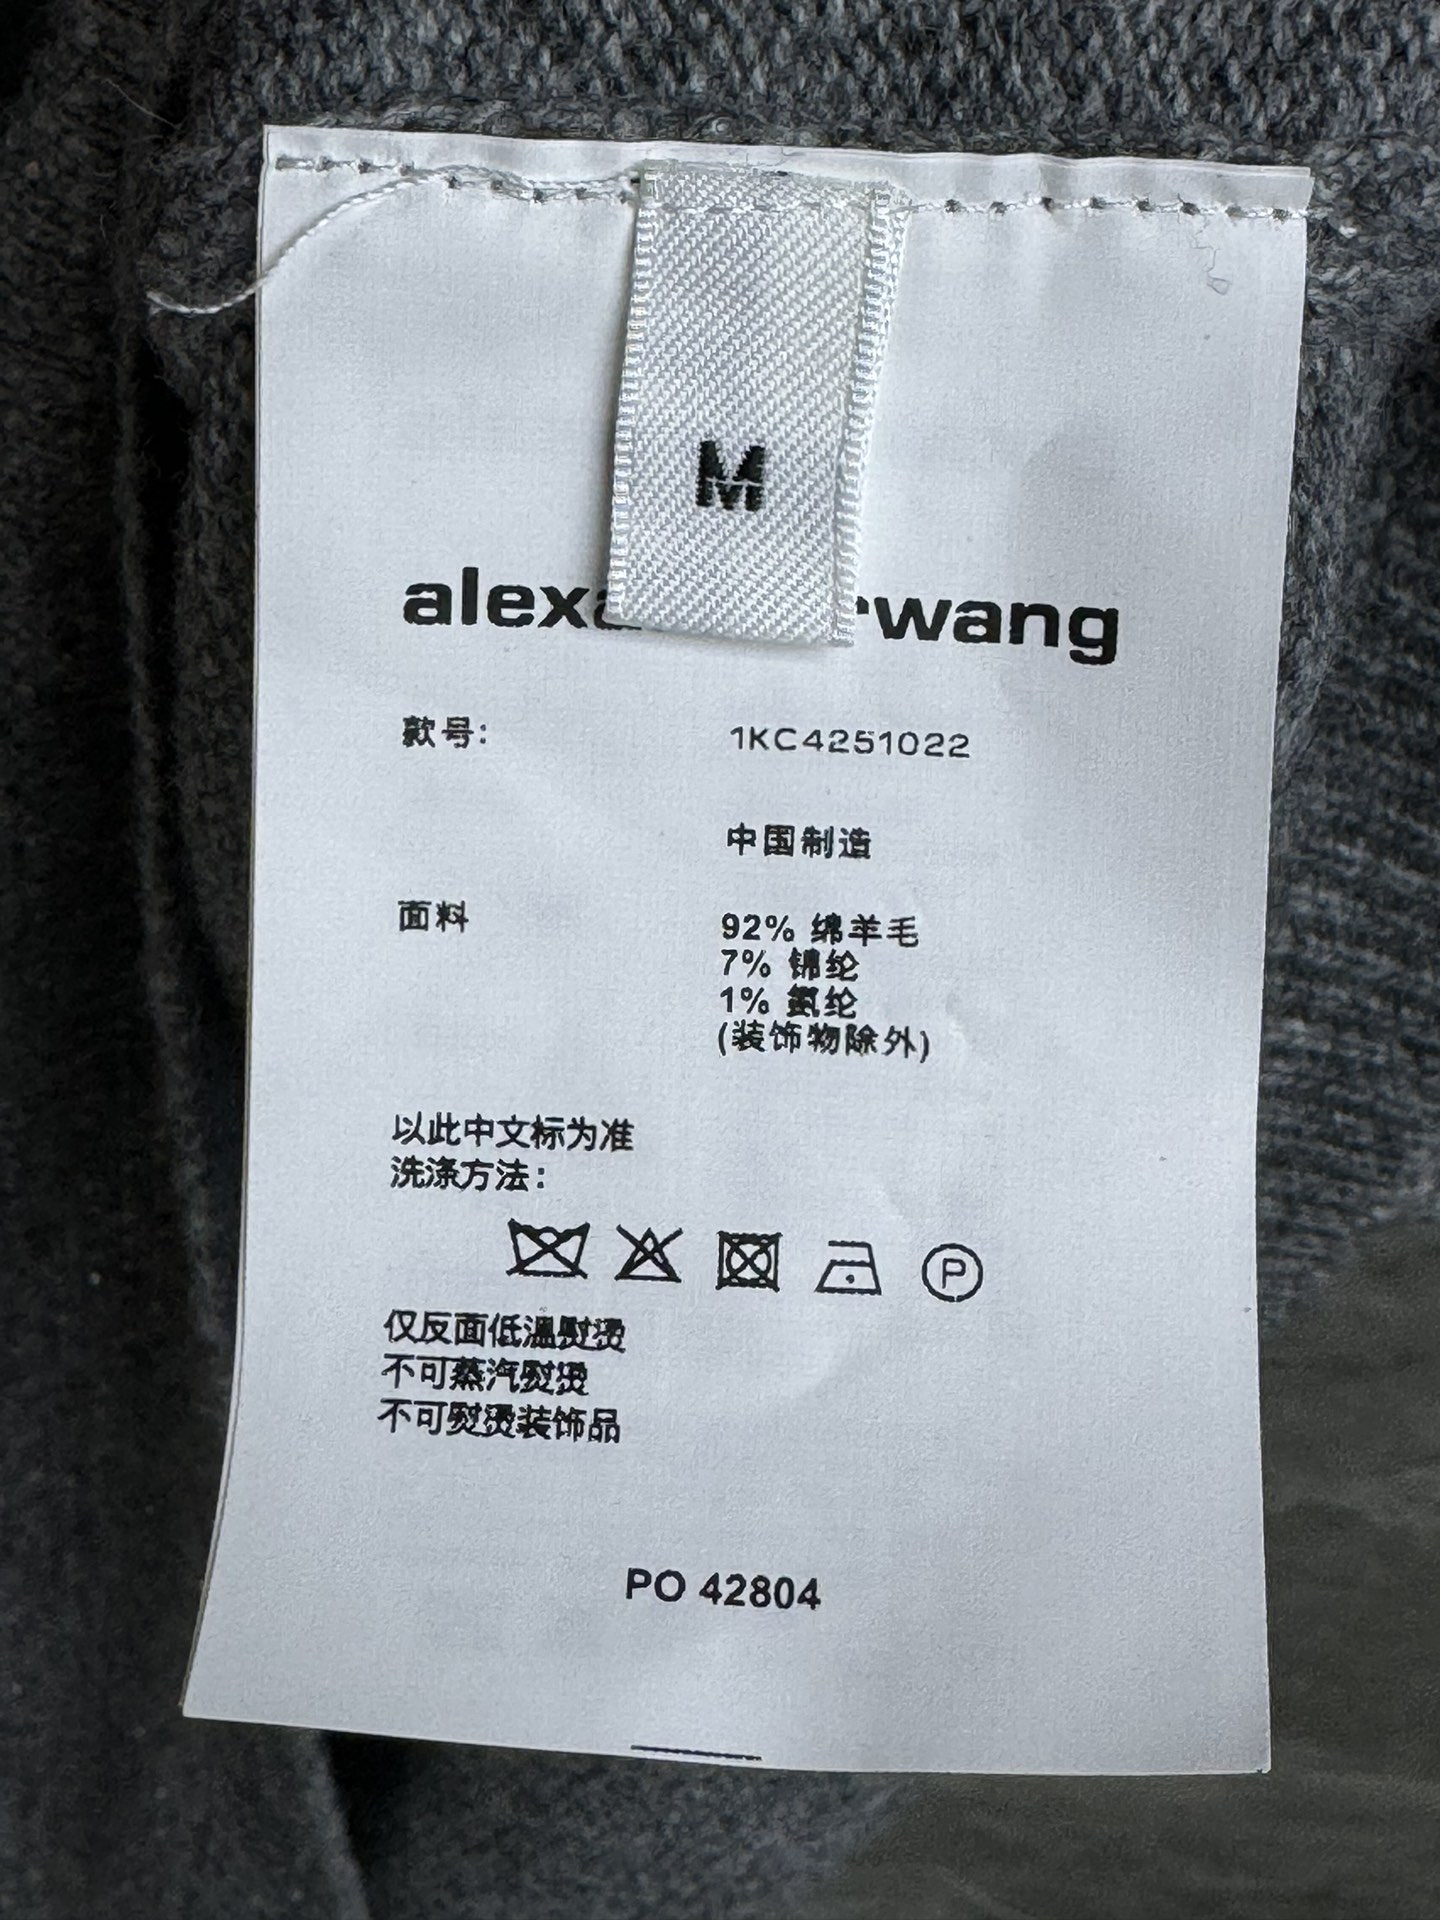 M
alexa rwang
款号: 1KC4251022
中国制造
面料 92% 绵羊毛
7% 锦纶
1% 氨纶
(装饰物除外)
以此中文标为准
洗涤方法:
P
仅反面低温熨烫
不可蒸汽熨烫
不可熨烫装饰品
PO 42804